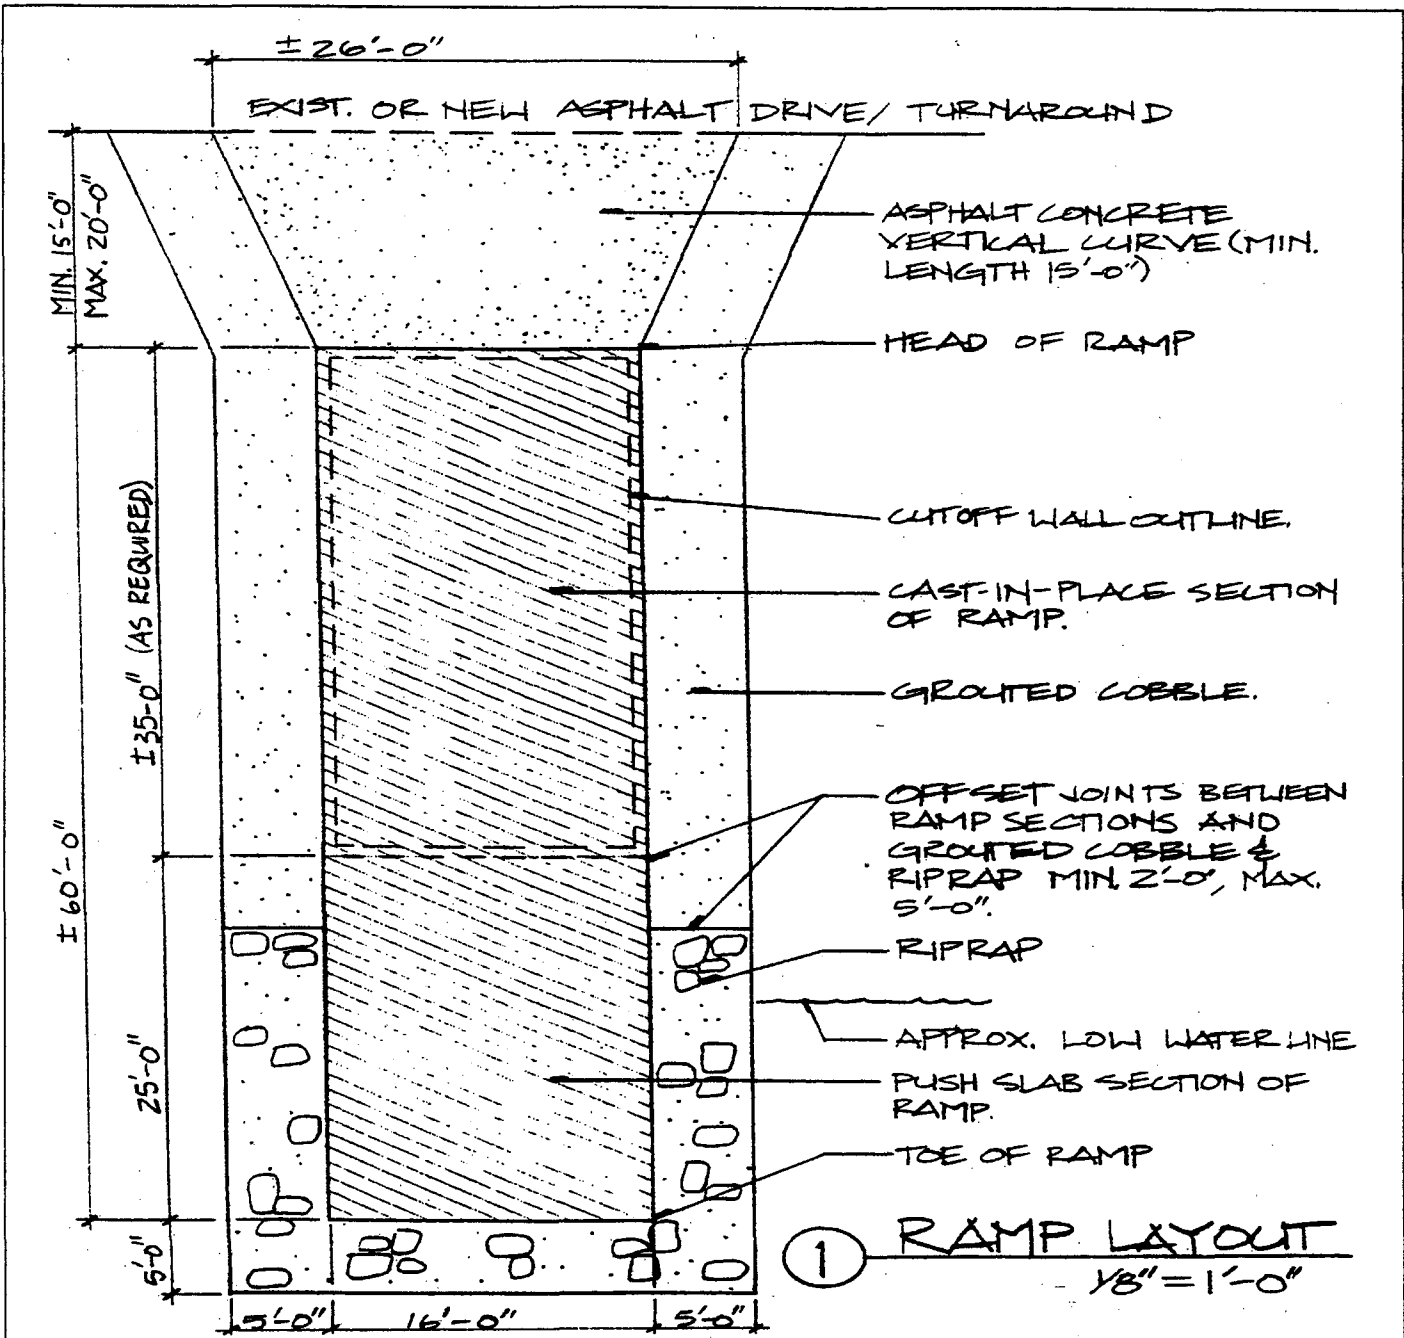 ± 26'-0"
EXIST. OR NEW ASPHALT DRIVE/ TURNAROUND
MIN. 15'-0"
MAX. 20'-0"
ASPHALT CONCRETE
VERTICAL CURVE (MIN.
LENGTH 15'-0")
HEAD OF RAMP
CUTOFF WALL OUTLINE.
CAST-IN-PLACE SECTION
OF RAMP.
±35'-0" (AS REQUIRED)
GROUTED COBBLE.
OFFSET JOINTS BETWEEN
RAMP SECTIONS AND
GROUTED COBBLE &
RIPRAP MIN. 2'-0", MAX.
5'-0".
± 60'-0"
RIPRAP
APPROX. LOW WATER LINE
25'-0"
PUSH SLAB SECTION OF
RAMP.
TOE OF RAMP
5'-0"
1 RAMP LAYOUT
1/8" = 1'-0"
5'-0" 16'-0" 5'-0"